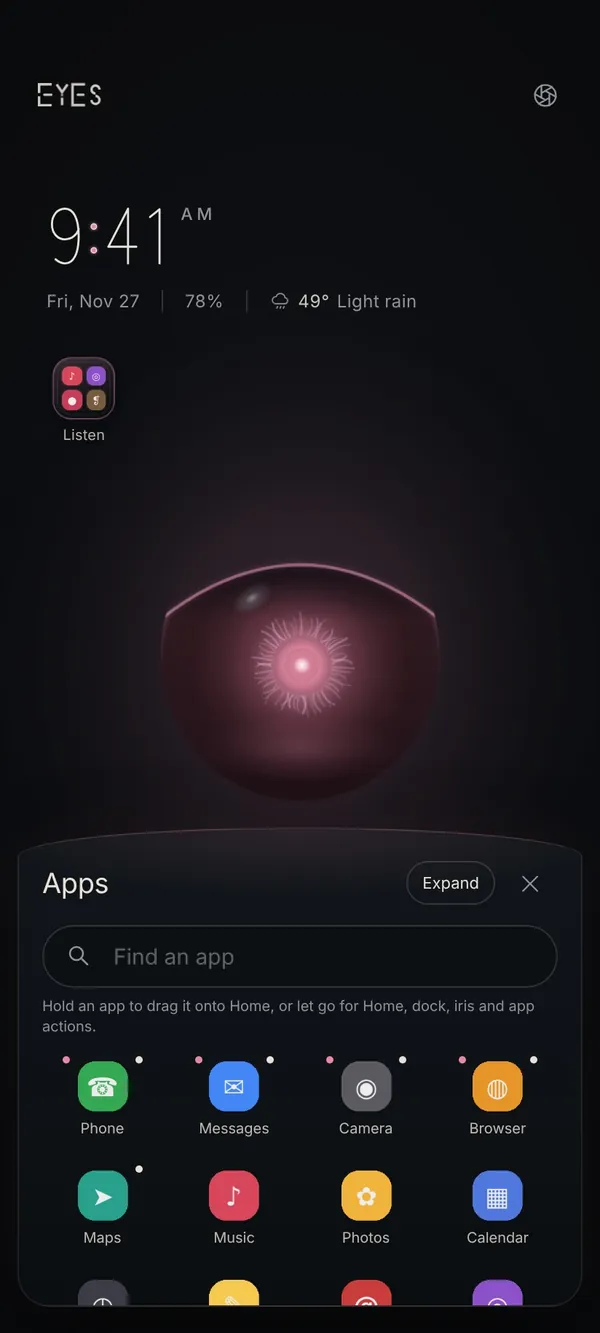 EYES
9:41 AM
Fri, Nov 27 78% 49° Light rain
Listen
Apps
Expand
Find an app
Hold an app to drag it onto Home, or let go for Home, dock, iris and app
actions.
Phone Messages Camera Browser
Maps Music Photos Calendar